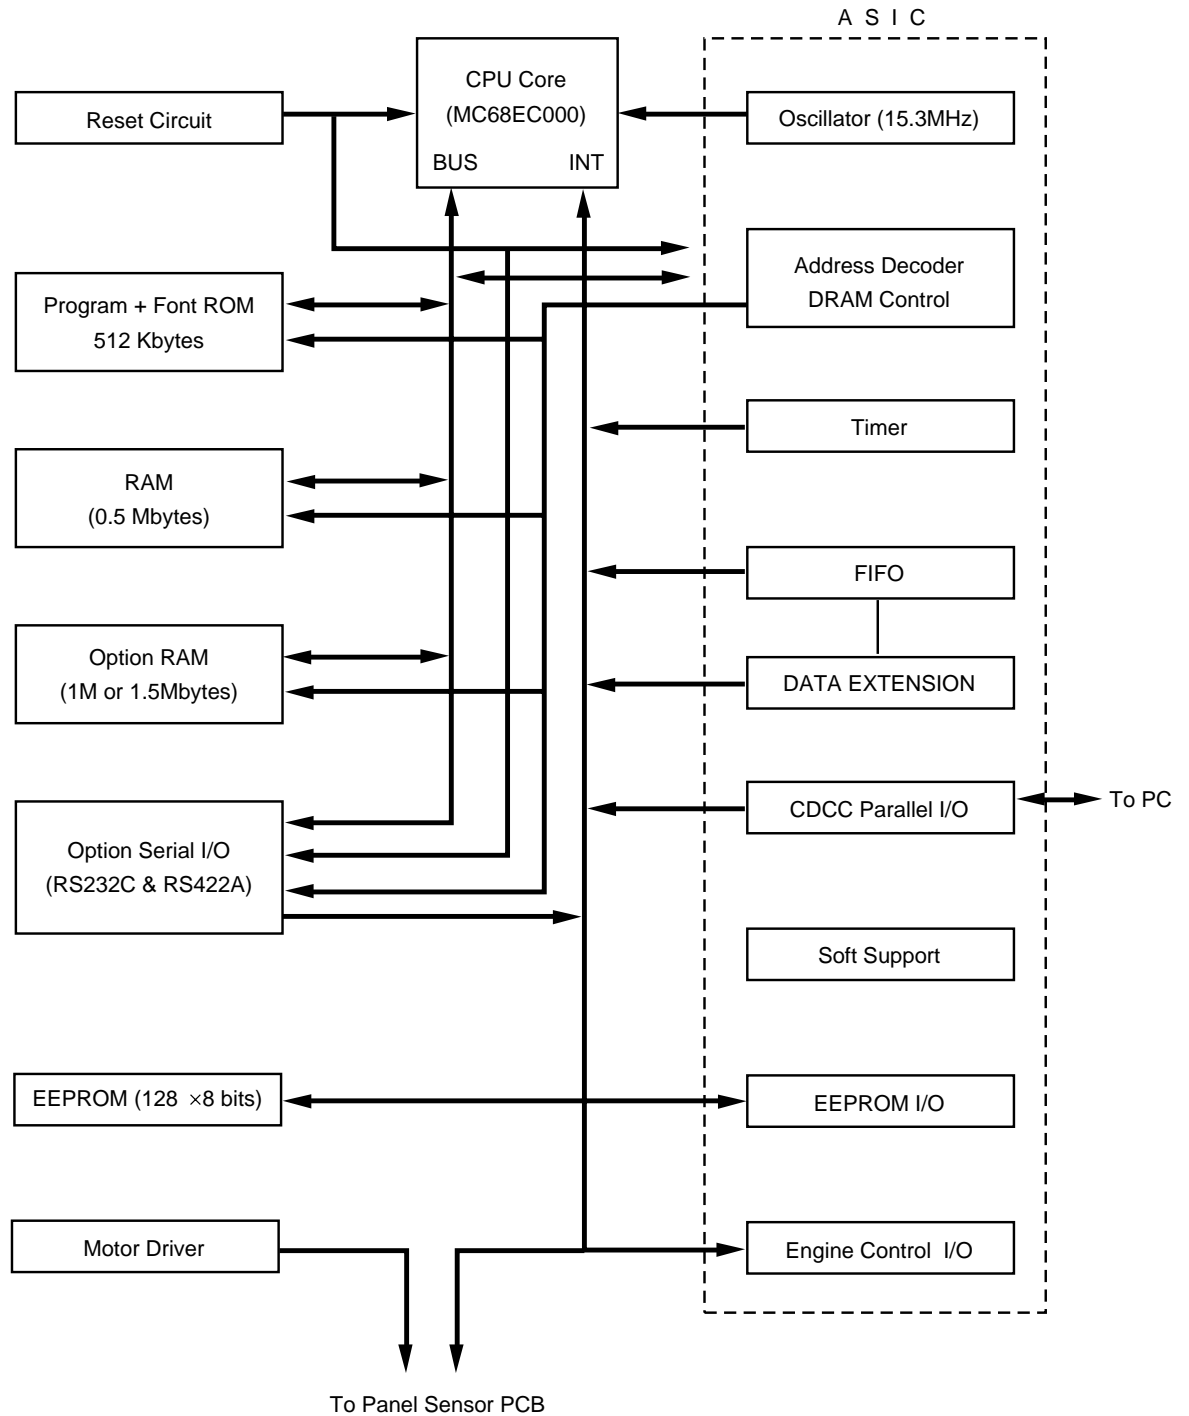 A S I C
CPU Core
(MC68EC000)
BUS INT
Reset Circuit
Oscillator (15.3MHz)
Program + Font ROM
512 Kbytes
Address Decoder
DRAM Control
RAM
(0.5 Mbytes)
Timer
FIFO
Option RAM
(1M or 1.5Mbytes)
DATA EXTENSION
Option Serial I/O
(RS232C & RS422A)
CDCC Parallel I/O
To PC
Soft Support
EEPROM (128 ×8 bits)
EEPROM I/O
Motor Driver
Engine Control I/O
To Panel Sensor PCB